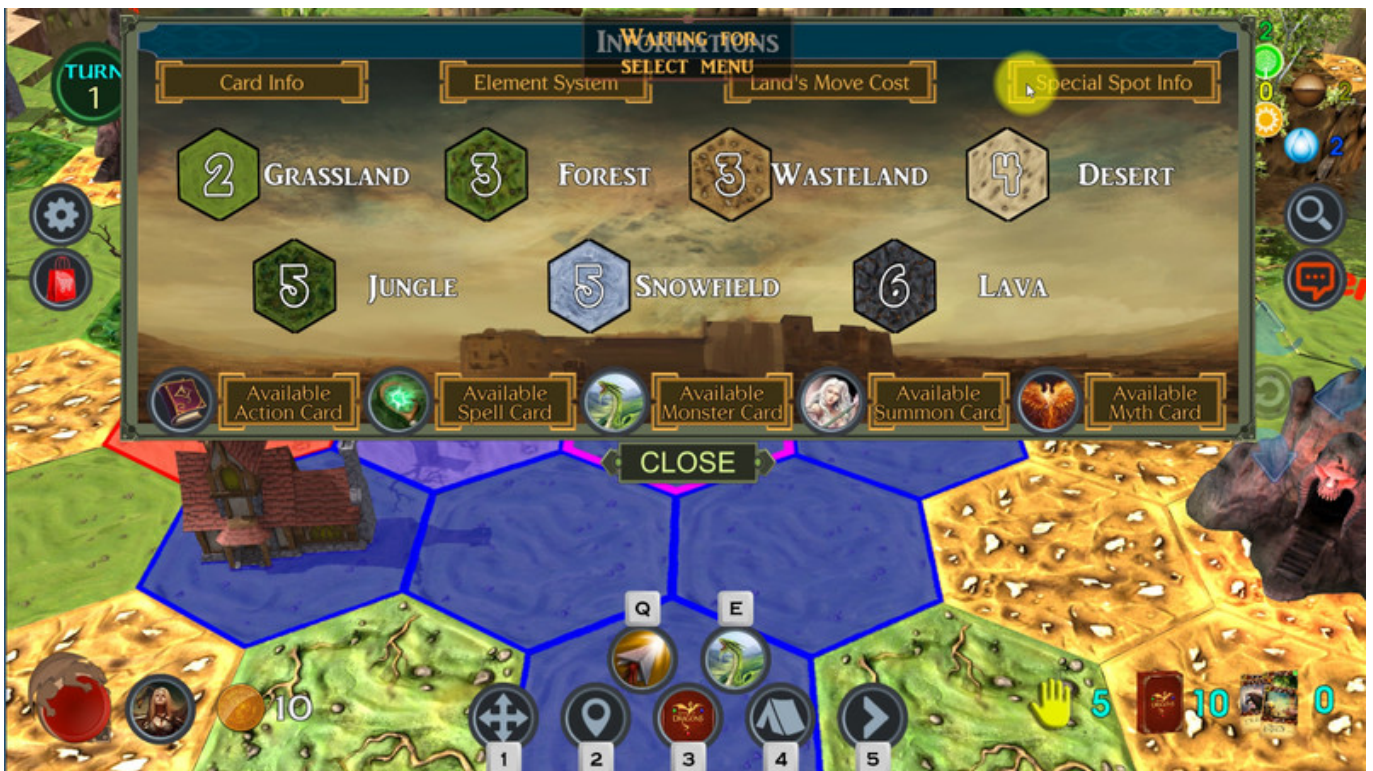 WAITING FOR
INFORMATIONS
SELECT MENU
TURN
1
Card Info
Element System
Land's Move Cost
Special Spot Info
2
0
2
2
2 GRASSLAND
3 FOREST
3 WASTELAND
4 DESERT
5 JUNGLE
5 SNOWFIELD
6 LAVA
Available
Action Card
Available
Spell Card
Available
Monster Card
Available
Summon Card
Available
Myth Card
CLOSE
Q
E
10
DRAGONS
5
10
0
1
2
3
4
5